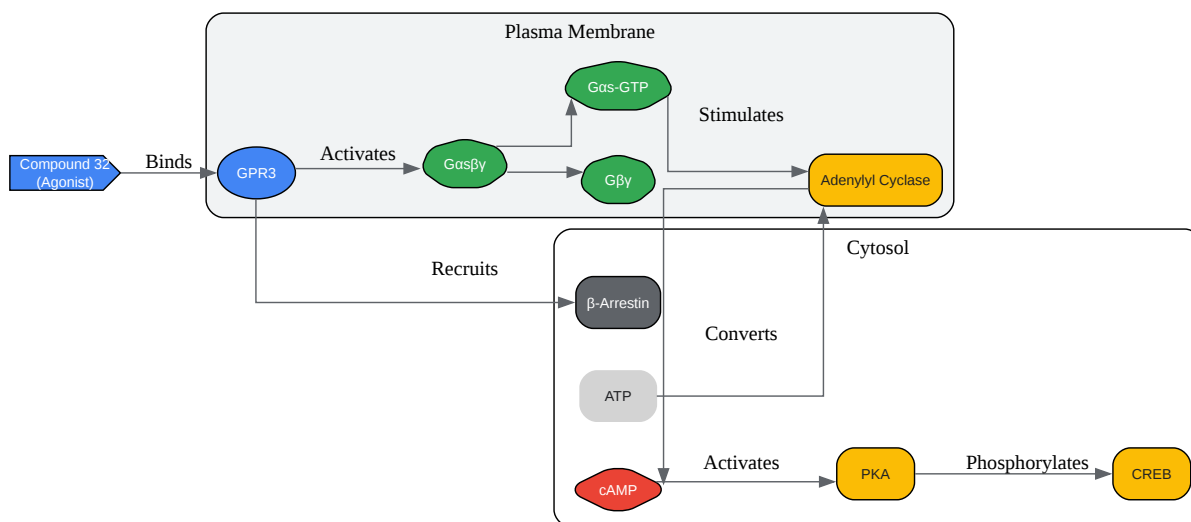 Plasma Membrane
Gαs-GTP
Stimulates
Compound 32
(Agonist)
Binds
GPR3
Activates
Gαsβγ
Gβγ
Adenylyl Cyclase
Cytosol
Recruits
β-Arrestin
Converts
ATP
cAMP
Activates
PKA
Phosphorylates
CREB